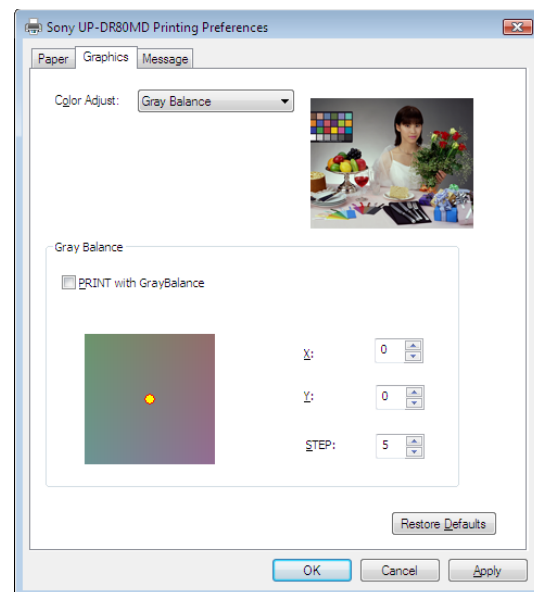 Sony UP-DR80MD Printing Preferences
Paper Graphics Message
Color Adjust: Gray Balance
Gray Balance
PRINT with GrayBalance
X: 0
Y: 0
STEP: 5
Restore Defaults
OK Cancel Apply